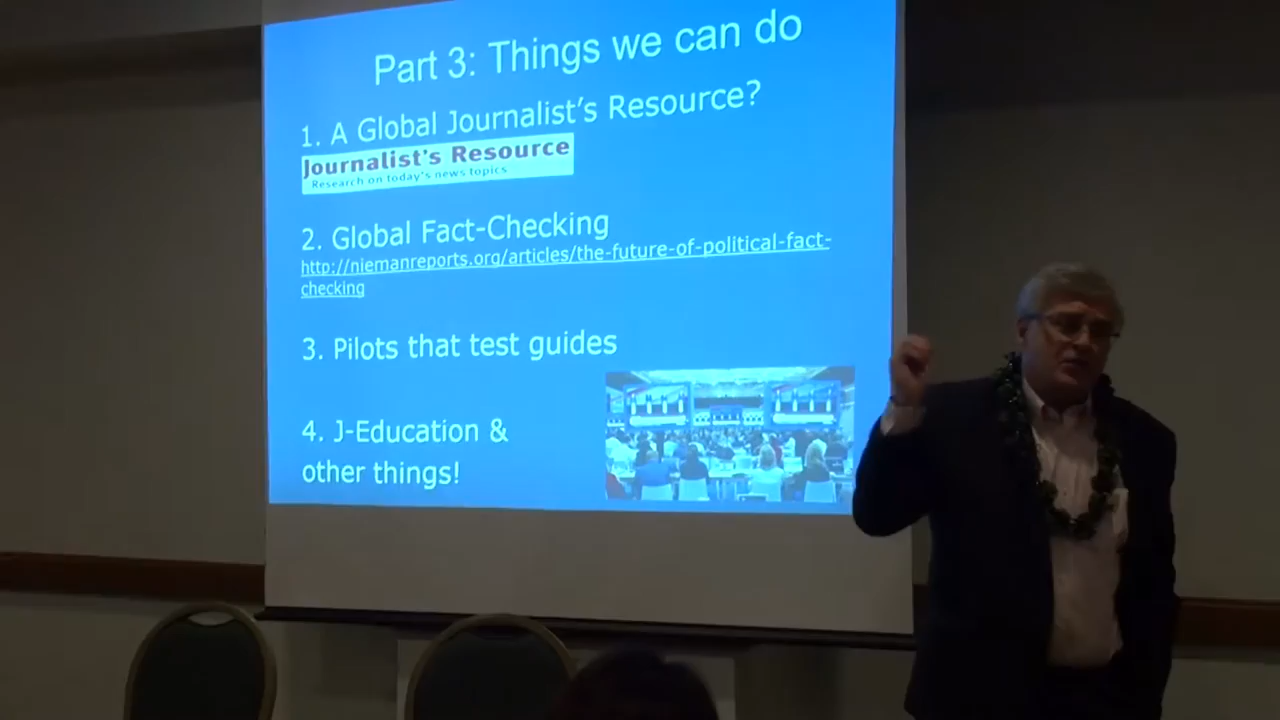 Part 3: Things we can do
1. A Global Journalist's Resource?
Journalist's Resource
Research on today's news topics
2. Global Fact-Checking
http://niemanreports.org/articles/the-future-of-political-fact-
checking
3. Pilots that test guides
4. J-Education &
other things!